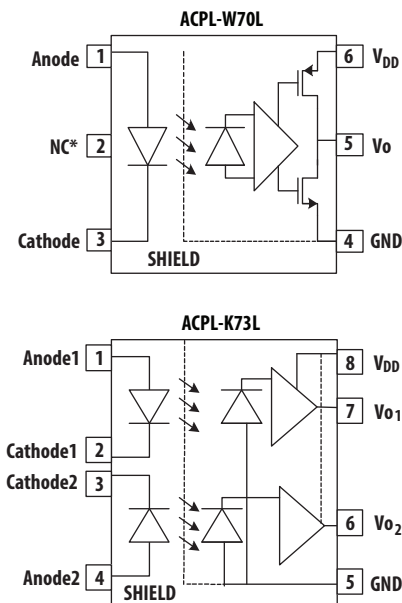 ACPL-W70L
Anode 1
6 VDD
NC* 2
5 Vo
Cathode 3
4 GND
SHIELD
ACPL-K73L
Anode1 1
8 VDD
7 Vo1
Cathode1 2
Cathode2 3
6 Vo2
Anode2 4
5 GND
SHIELD